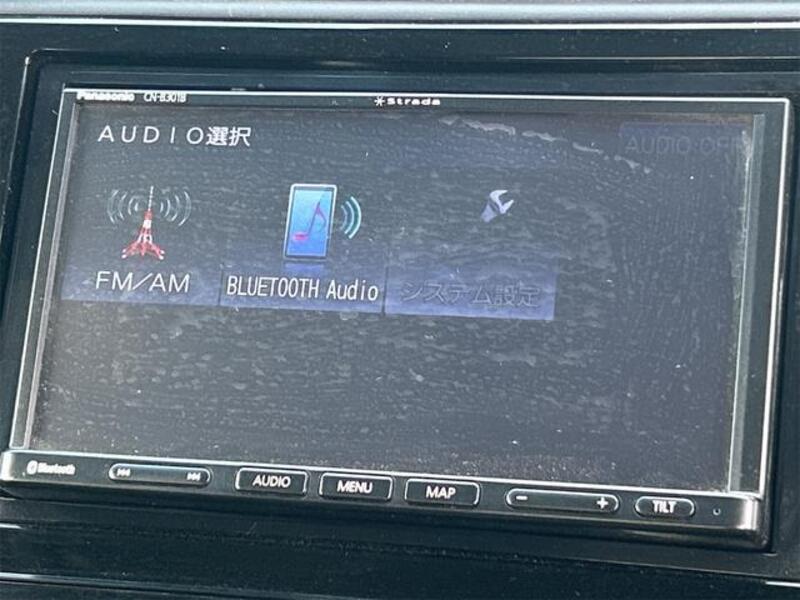 Panasonic CN-B301B
Strada
AUDIO選択
AUDIO OFF
FM/AM
BLUETOOTH Audio
システム設定
Bluetooth
AUDIO
MENU
MAP
− +
TILT